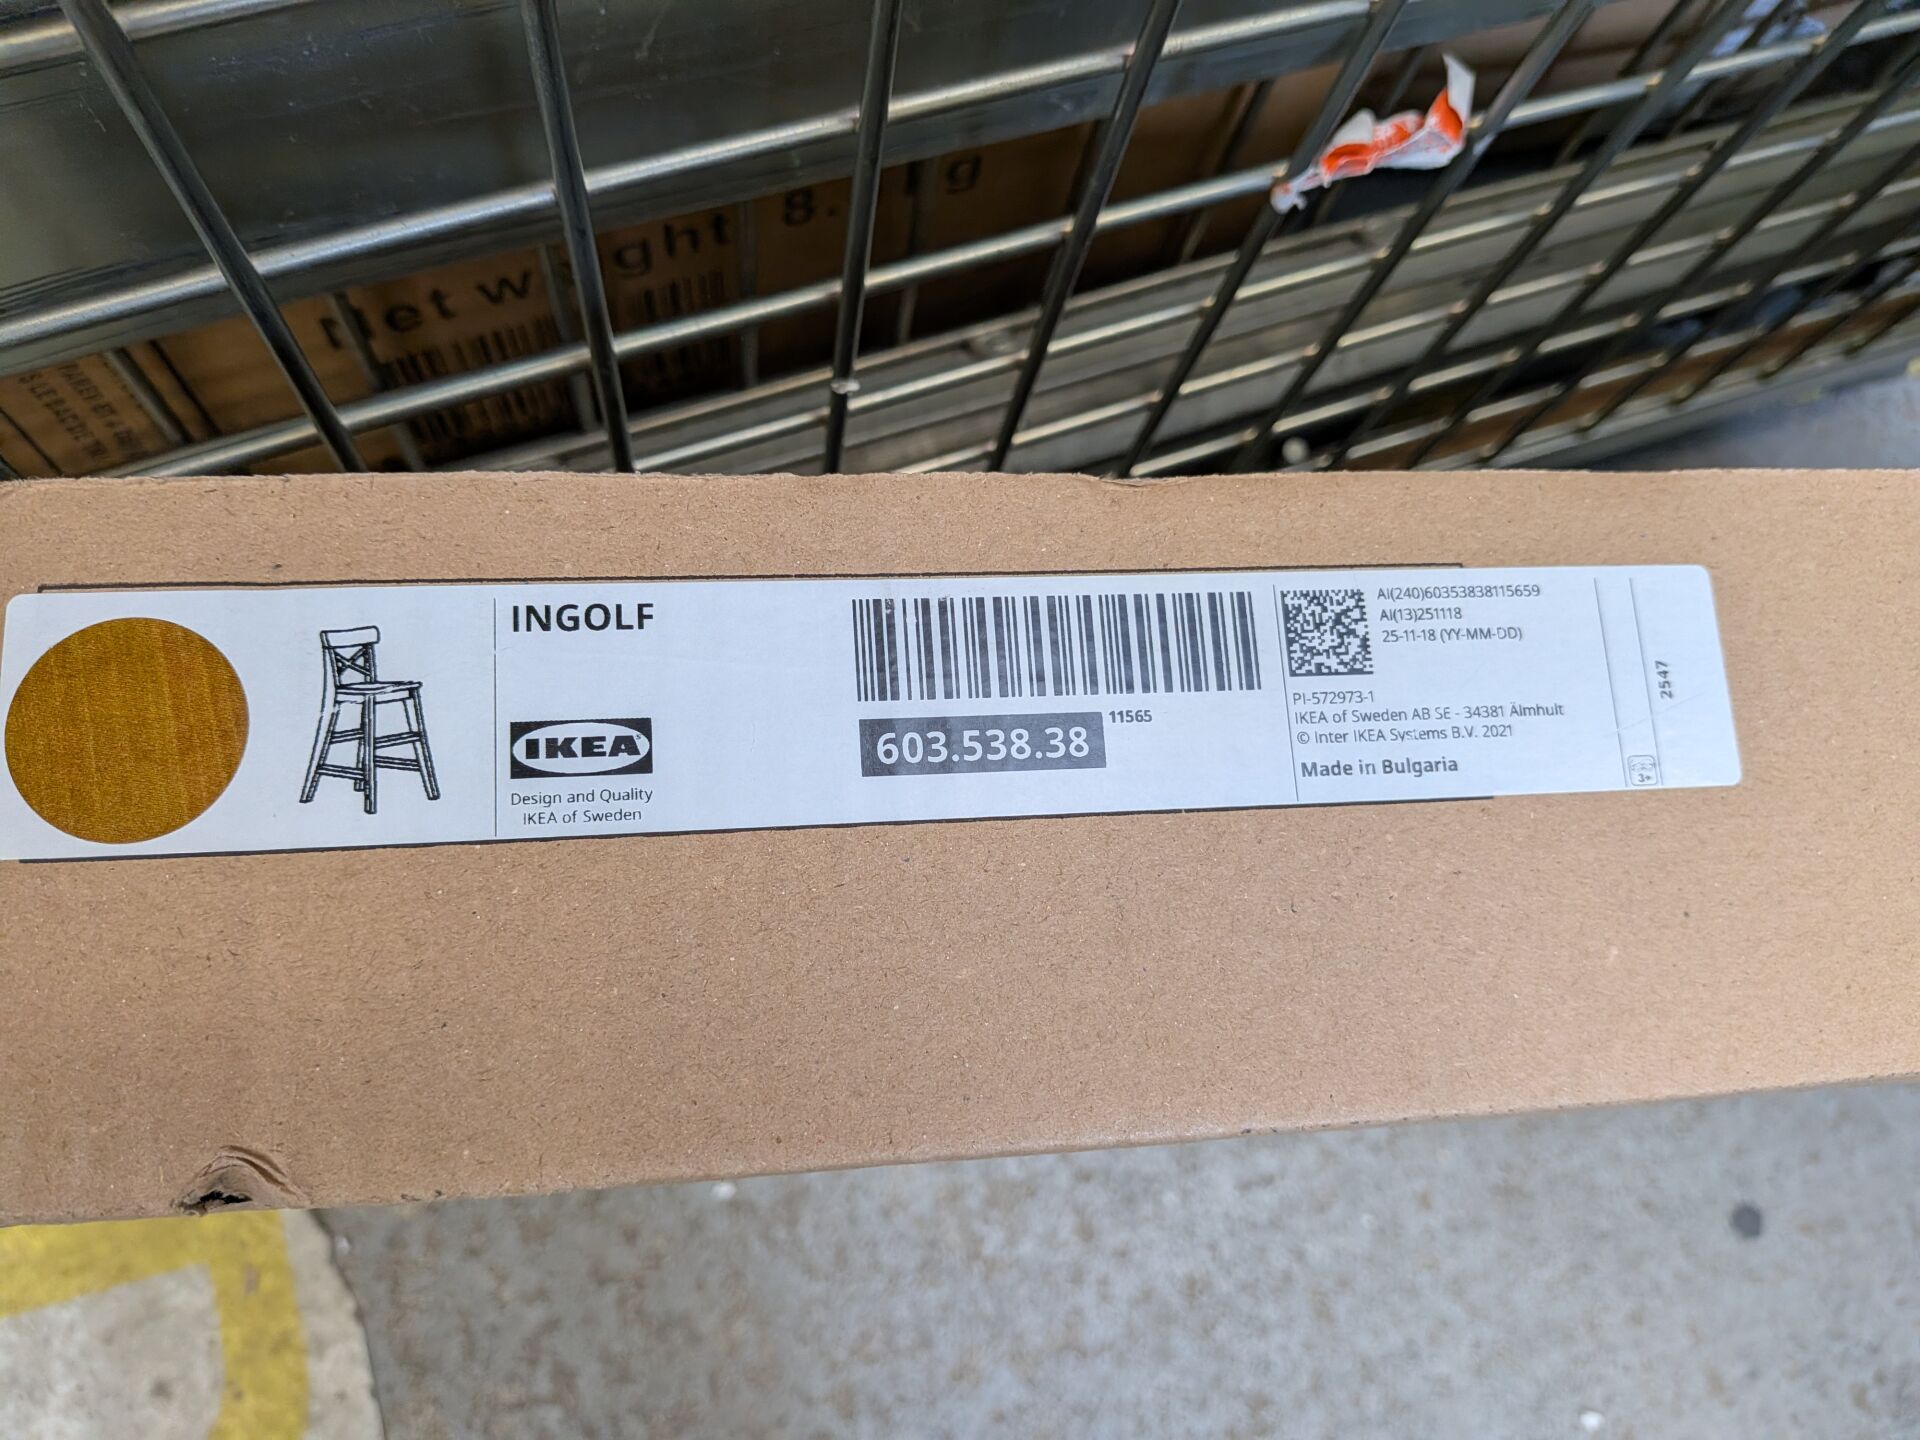 Net weight 8.
INGOLF
IKEA
Design and Quality
IKEA of Sweden
603.538.38
11565
AI(240)60353838115659
AI(13)251118
25-11-18 (YY-MM-DD)
PI-572973-1
IKEA of Sweden AB SE - 34381 Älmhult
© Inter IKEA Systems B.V. 2021
Made in Bulgaria
3+
2547